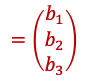 = ( b₁
b₂
b₃ )